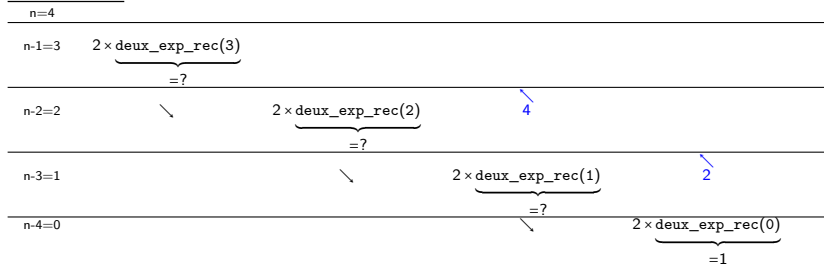 n=4
n-1=3 2×deux_exp_rec(3)
=?
n-2=2 2×deux_exp_rec(2) 4
=?
n-3=1 2×deux_exp_rec(1) 2
=?
n-4=0 2×deux_exp_rec(0)
=1